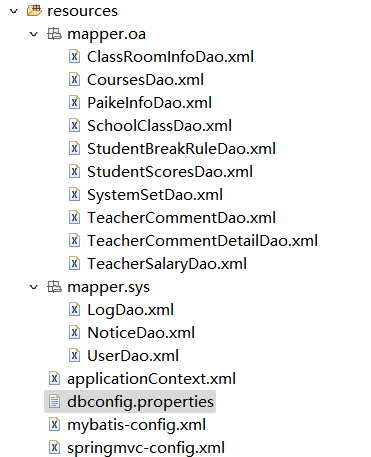 resources
mapper.oa
ClassRoomInfoDao.xml
CoursesDao.xml
PaikeInfoDao.xml
SchoolClassDao.xml
StudentBreakRuleDao.xml
StudentScoresDao.xml
SystemSetDao.xml
TeacherCommentDao.xml
TeacherCommentDetailDao.xml
TeacherSalaryDao.xml
mapper.sys
LogDao.xml
NoticeDao.xml
UserDao.xml
applicationContext.xml
dbconfig.properties
mybatis-config.xml
springmvc-config.xml